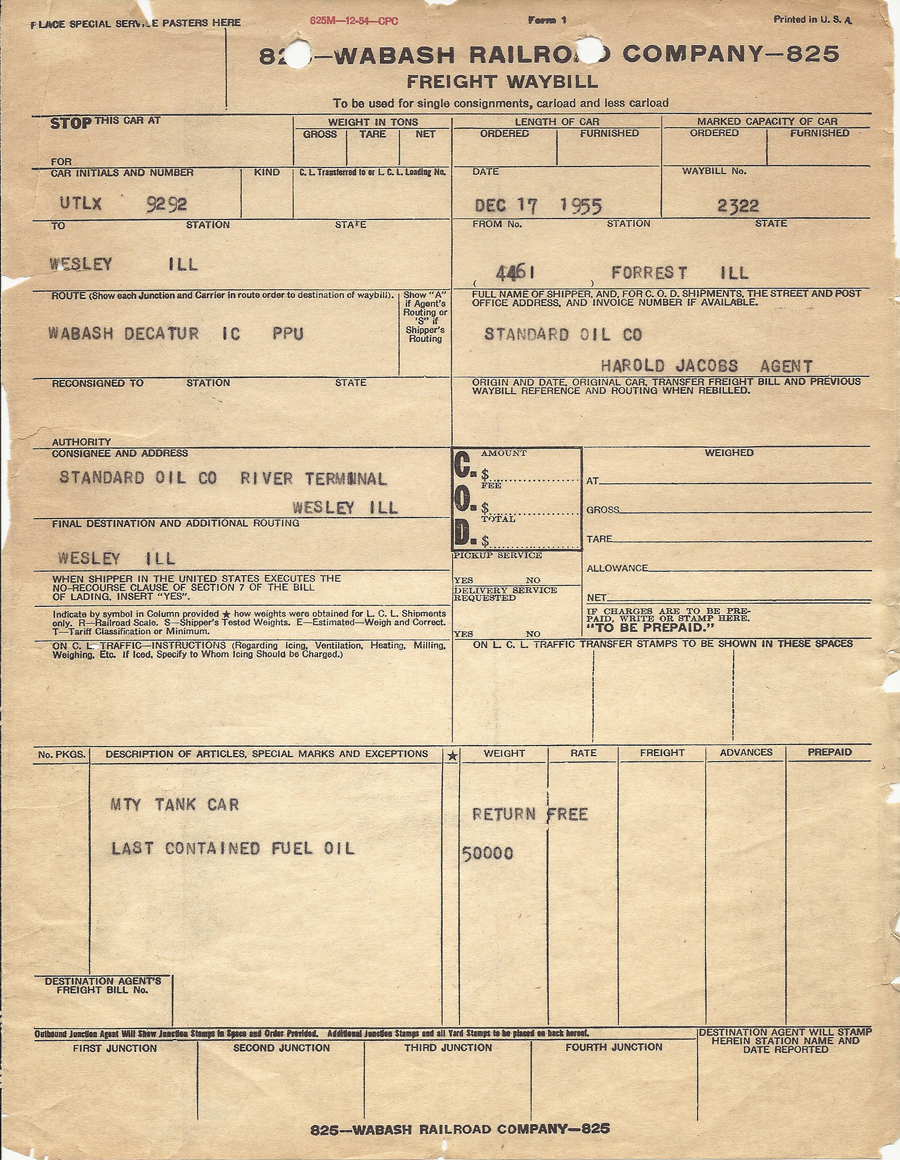 PLACE SPECIAL SERVICE PASTERS HERE
625M—12-54—CPC
Form 1
Printed in U. S. A.
825—WABASH RAILROAD COMPANY—825
FREIGHT WAYBILL
To be used for single consignments, carload and less carload
STOP THIS CAR AT
FOR
WEIGHT IN TONS
GROSS TARE NET
LENGTH OF CAR
ORDERED FURNISHED
MARKED CAPACITY OF CAR
ORDERED FURNISHED
CAR INITIALS AND NUMBER
UTLX 9292
KIND
C. L. Transferred to or L. C. L. Loading No.
DATE
DEC 17 1955
WAYBILL No.
2322
TO STATION STATE
WESLEY ILL
FROM No. STATION STATE
( 4461 ) FORREST ILL
ROUTE (Show each Junction and Carrier in route order to destination of waybill).
WABASH DECATUR IC PPU
Show "A"
if Agent's
Routing or
'S" if
Shipper's
Routing
FULL NAME OF SHIPPER, AND, FOR C. O. D. SHIPMENTS, THE STREET AND POST
OFFICE ADDRESS, AND INVOICE NUMBER IF AVAILABLE.
STANDARD OIL CO
HAROLD JACOBS AGENT
RECONSIGNED TO STATION STATE
AUTHORITY
ORIGIN AND DATE, ORIGINAL CAR, TRANSFER FREIGHT BILL AND PREVIOUS
WAYBILL REFERENCE AND ROUTING WHEN REBILLED.
CONSIGNEE AND ADDRESS
STANDARD OIL CO RIVER TERMINAL
WESLEY ILL
FINAL DESTINATION AND ADDITIONAL ROUTING
WESLEY ILL
C. O. D.
AMOUNT
$
FEE
$
TOTAL
$
WEIGHED
AT
GROSS
TARE
ALLOWANCE
NET
WHEN SHIPPER IN THE UNITED STATES EXECUTES THE
NO-RECOURSE CLAUSE OF SECTION 7 OF THE BILL
OF LADING, INSERT "YES".
PICKUP SERVICE
YES NO
DELIVERY SERVICE
REQUESTED
YES NO
IF CHARGES ARE TO BE PRE-
PAID, WRITE OR STAMP HERE.
"TO BE PREPAID."
Indicate by symbol in Column provided ★ how weights were obtained for L. C. L. Shipments
only. R—Railroad Scale. S—Shipper's Tested Weights. E—Estimated—Weigh and Correct.
T—Tariff Classification or Minimum.
ON C. L. TRAFFIC—INSTRUCTIONS (Regarding Icing, Ventilation, Heating, Milling,
Weighing, Etc. If Iced, Specify to Whom Icing Should be Charged.)
ON L. C. L. TRAFFIC TRANSFER STAMPS TO BE SHOWN IN THESE SPACES
No. PKGS. DESCRIPTION OF ARTICLES, SPECIAL MARKS AND EXCEPTIONS ★ WEIGHT RATE FREIGHT ADVANCES PREPAID
MTY TANK CAR RETURN FREE
LAST CONTAINED FUEL OIL 50000
DESTINATION AGENT'S
FREIGHT BILL No.
Outbound Junction Agent Will Show Junction Stamps in Space and Order Provided. Additional Junction Stamps and all Yard Stamps to be placed on back hereof.
FIRST JUNCTION SECOND JUNCTION THIRD JUNCTION FOURTH JUNCTION
DESTINATION AGENT WILL STAMP
HEREIN STATION NAME AND
DATE REPORTED
825—WABASH RAILROAD COMPANY—825